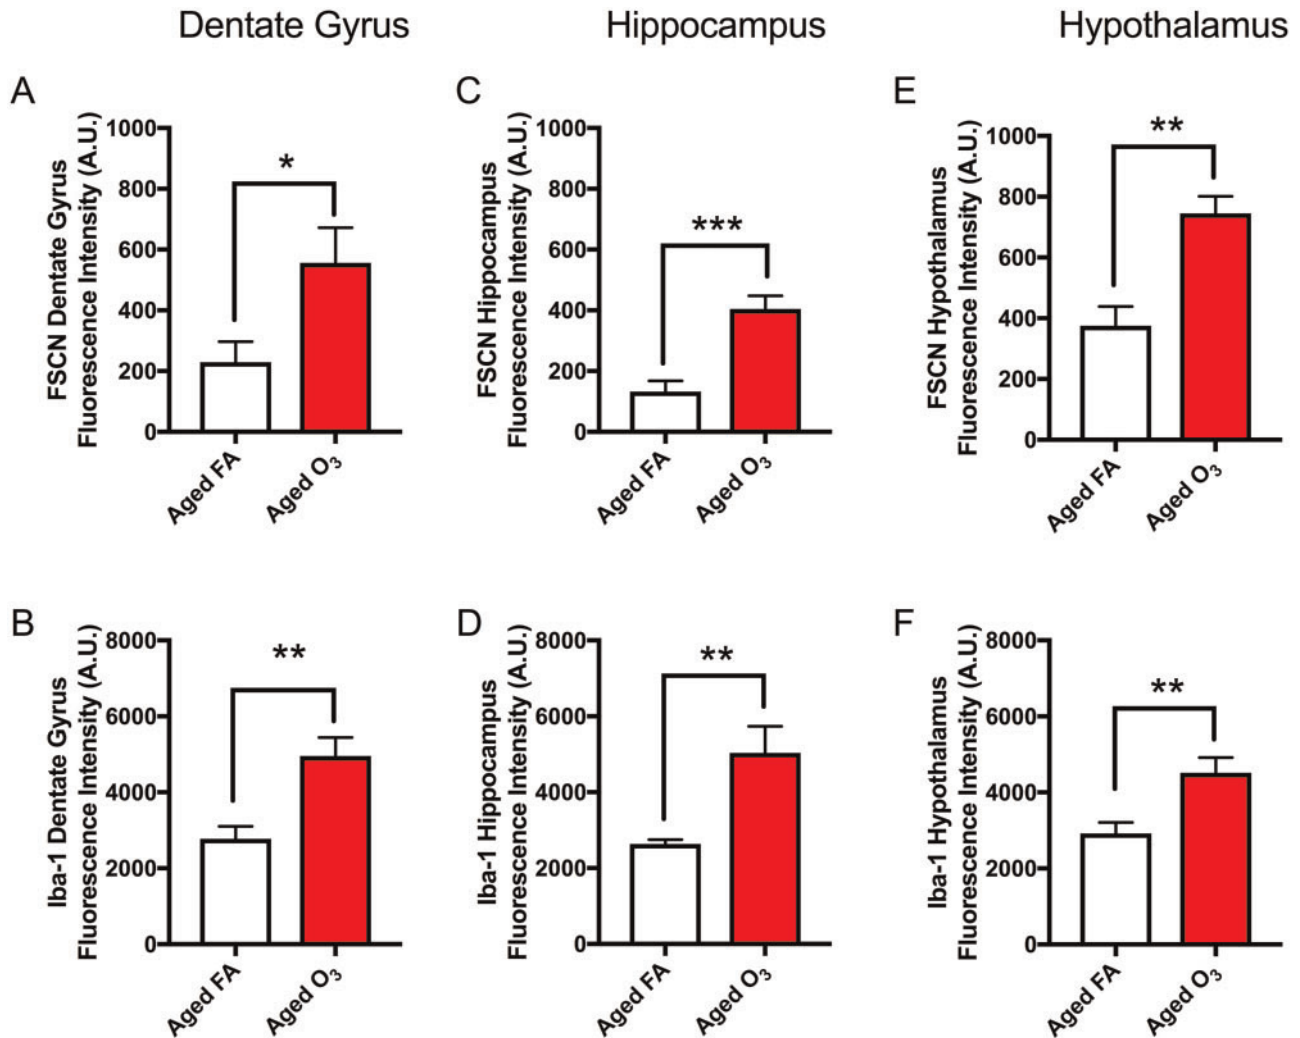 Dentate Gyrus
Hippocampus
Hypothalamus
A
FSCN Dentate Gyrus
Fluorescence Intensity (A.U.)
1000
800
600
400
200
0
*
Aged FA
Aged O₃
C
FSCN Hippocampus
Fluorescence Intensity (A.U.)
1000
800
600
400
200
0
***
Aged FA
Aged O₃
E
FSCN Hypothalamus
Fluorescence Intensity (A.U.)
1000
800
600
400
200
0
**
Aged FA
Aged O₃
B
Iba-1 Dentate Gyrus
Fluorescence Intensity (A.U.)
8000
6000
4000
2000
0
**
Aged FA
Aged O₃
D
Iba-1 Hippocampus
Fluorescence Intensity (A.U.)
8000
6000
4000
2000
0
**
Aged FA
Aged O₃
F
Iba-1 Hypothalamus
Fluorescence Intensity (A.U.)
8000
6000
4000
2000
0
**
Aged FA
Aged O₃